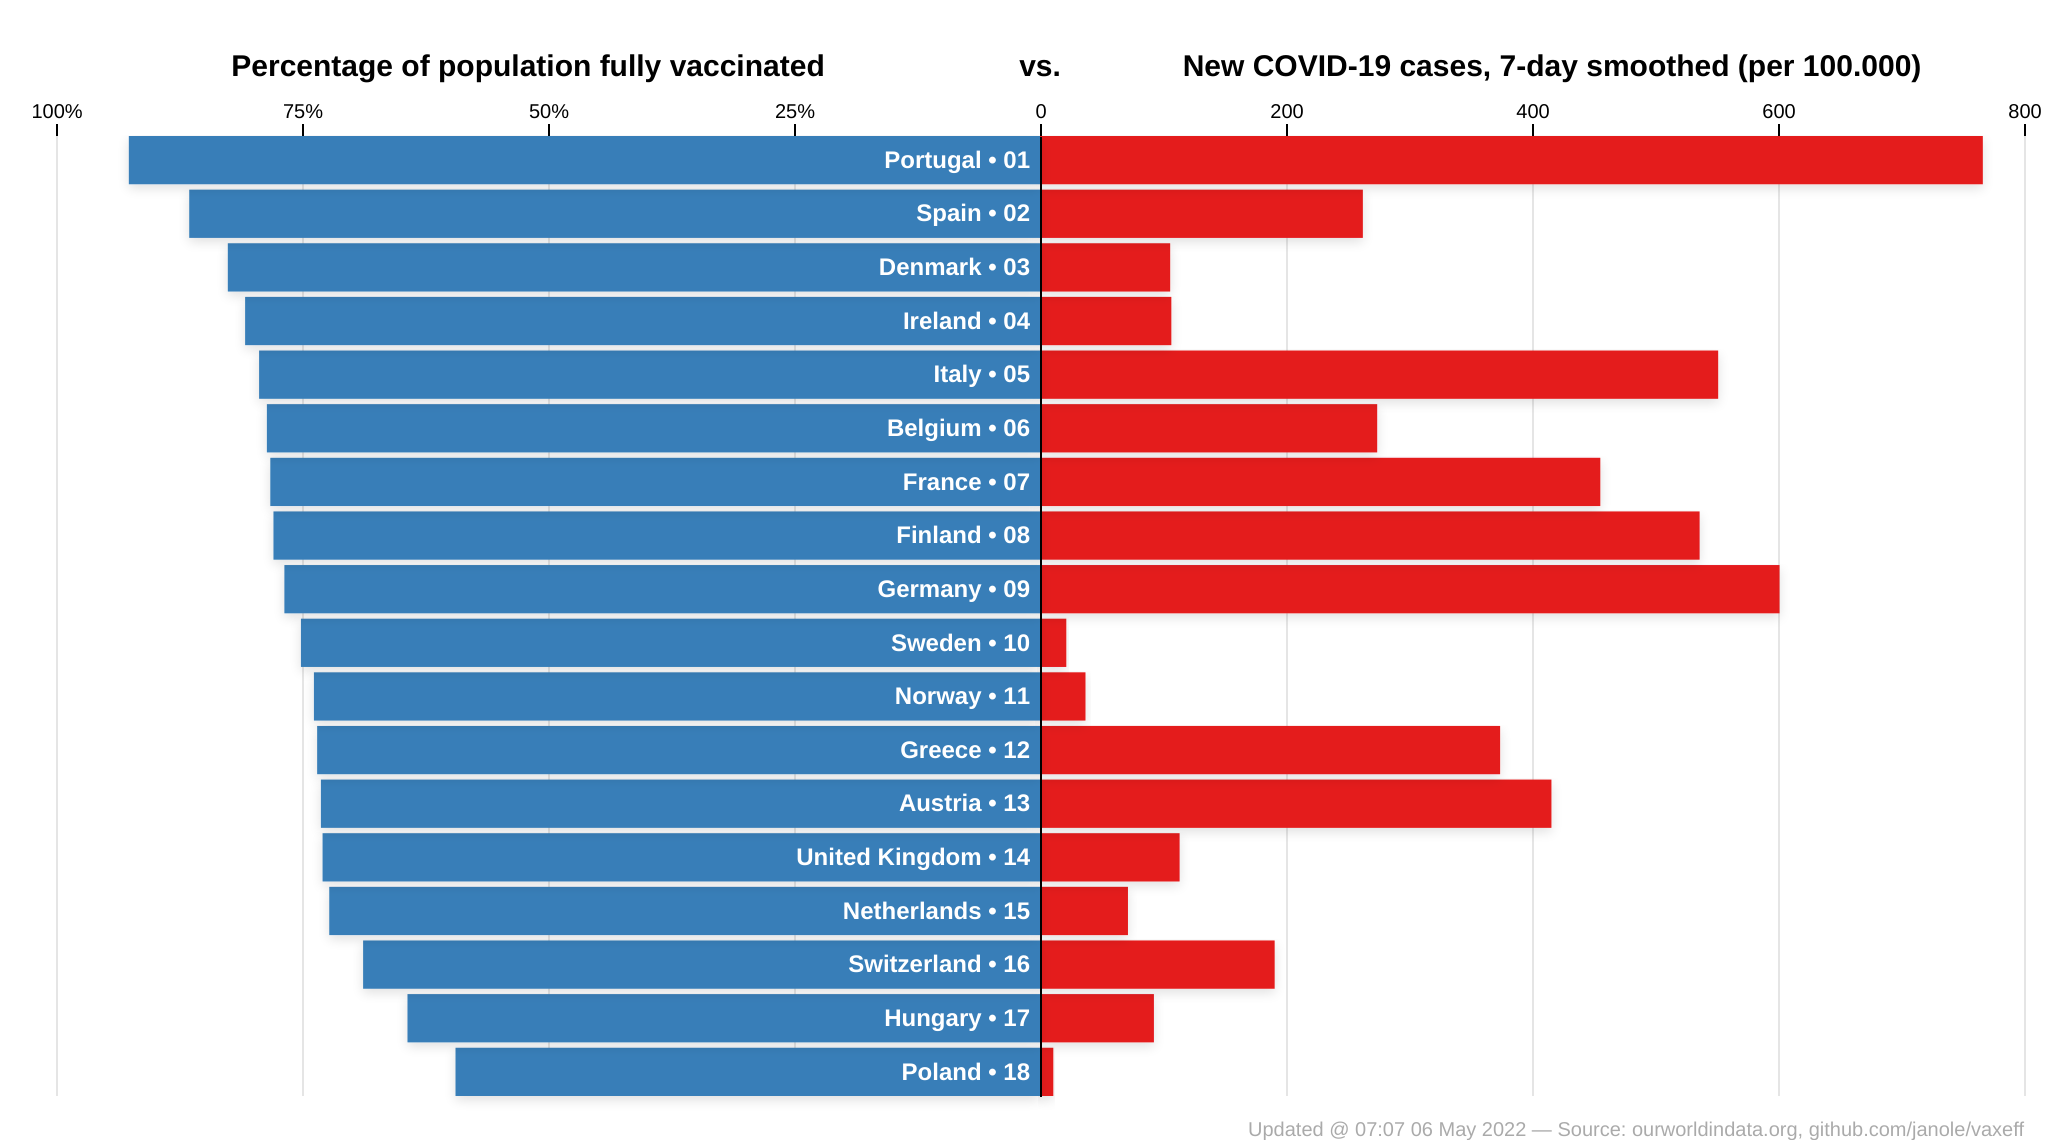 Percentage of population fully vaccinated vs. New COVID-19 cases, 7-day smoothed (per 100.000)
100% 75% 50% 25% 0 200 400 600 800
Portugal • 01
Spain • 02
Denmark • 03
Ireland • 04
Italy • 05
Belgium • 06
France • 07
Finland • 08
Germany • 09
Sweden • 10
Norway • 11
Greece • 12
Austria • 13
United Kingdom • 14
Netherlands • 15
Switzerland • 16
Hungary • 17
Poland • 18
Updated @ 07:07 06 May 2022 — Source: ourworldindata.org, github.com/janole/vaxeff